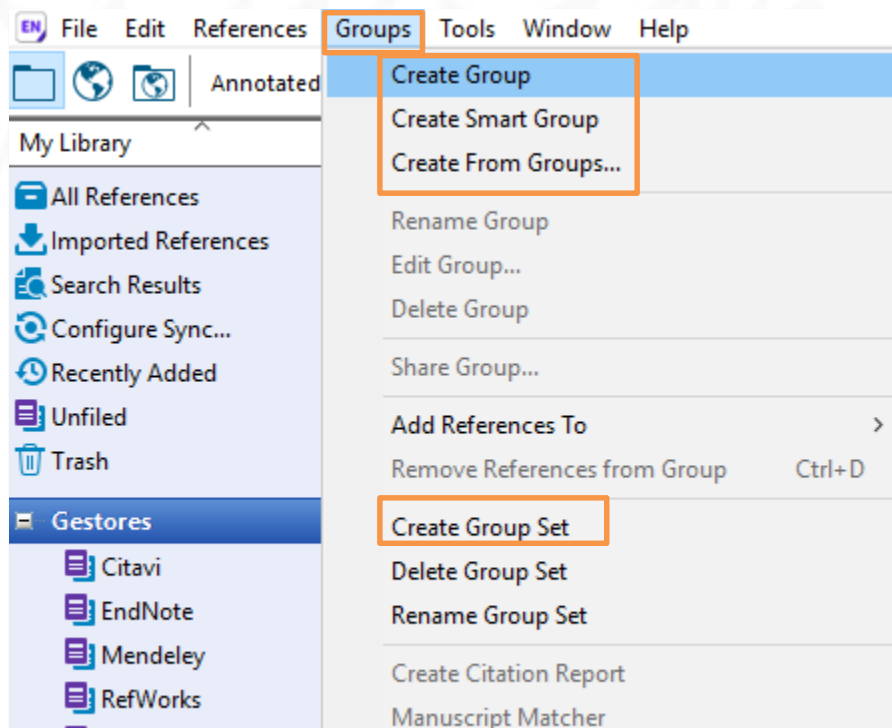 EN File Edit References Groups Tools Window Help
Annotated
My Library
All References
Imported References
Search Results
Configure Sync...
Recently Added
Unfiled
Trash
Gestores
Citavi
EndNote
Mendeley
RefWorks
Create Group
Create Smart Group
Create From Groups...
Rename Group
Edit Group...
Delete Group
Share Group...
Add References To >
Remove References from Group Ctrl+D
Create Group Set
Delete Group Set
Rename Group Set
Create Citation Report
Manuscript Matcher